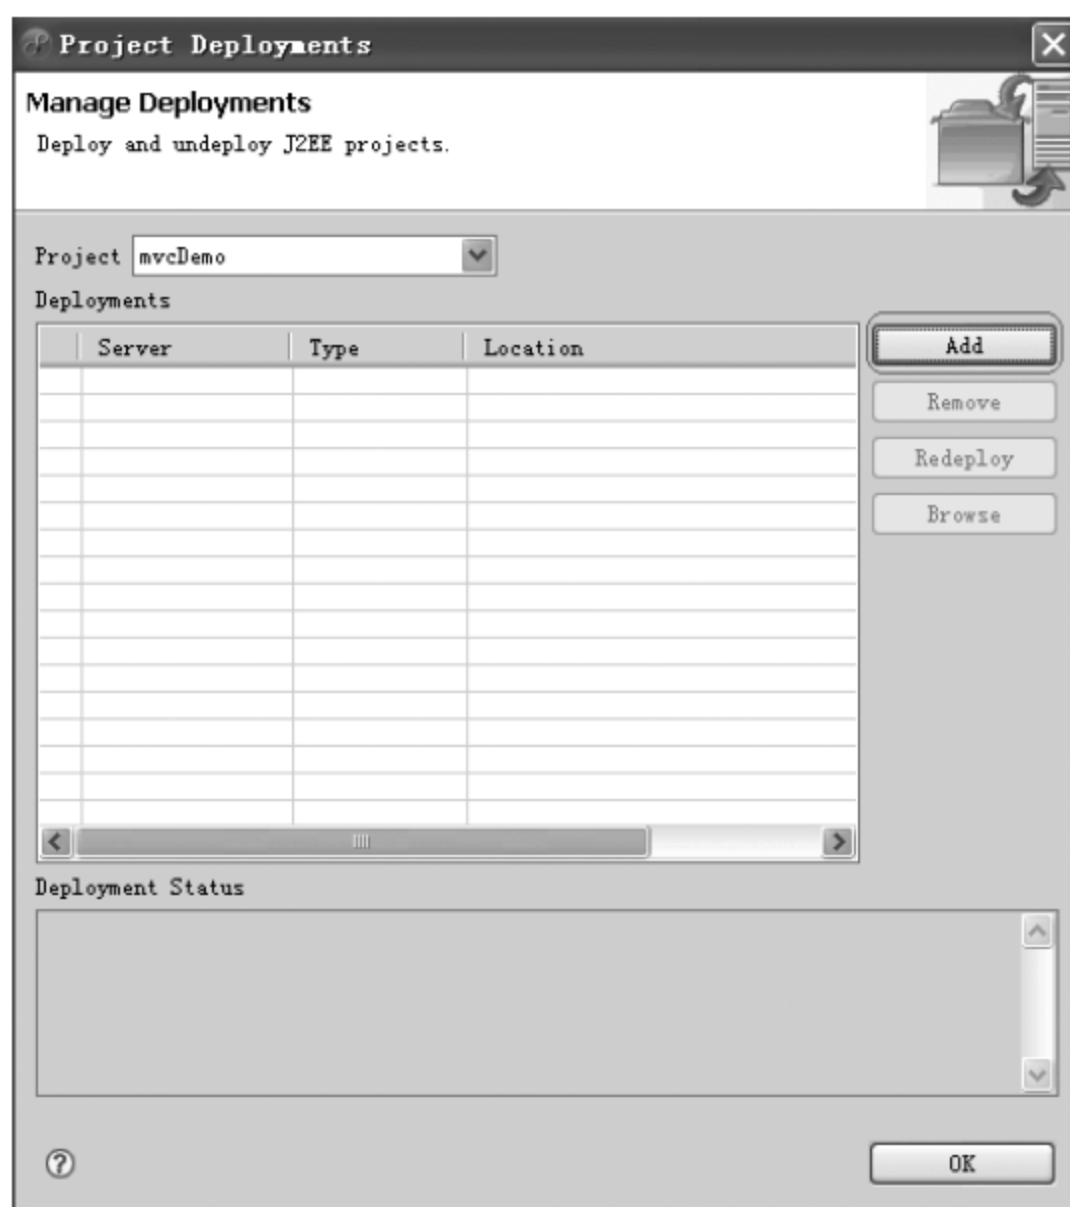 Project Deployments
Manage Deployments
Deploy and undeploy J2EE projects.
Project mvcDemo
Deployments
Server Type Location
Add
Remove
Redeploy
Browse
Deployment Status
OK